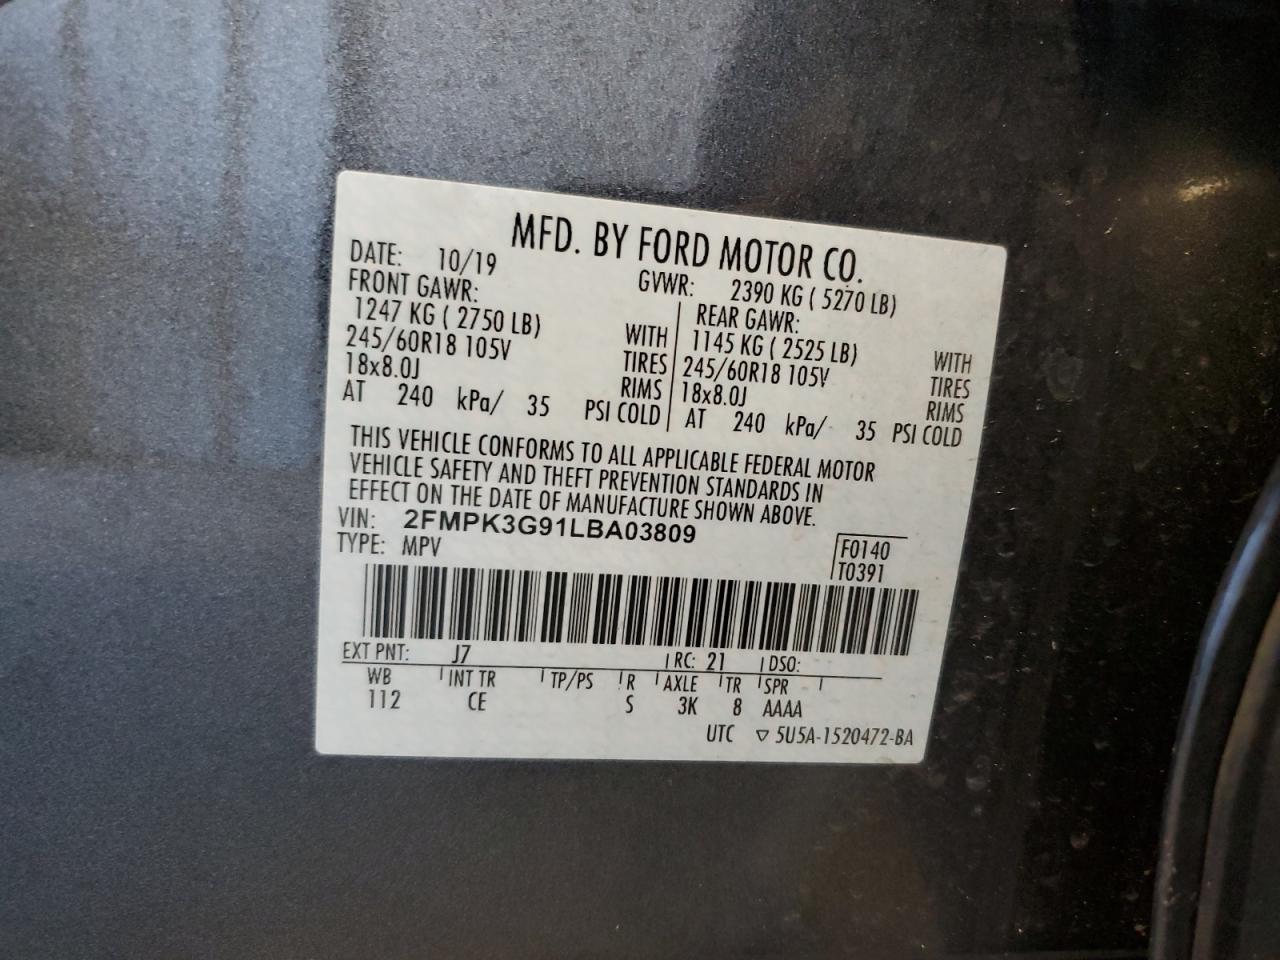 MFD. BY FORD MOTOR CO.
DATE: 10/19 GVWR: 2390 KG ( 5270 LB)
FRONT GAWR: REAR GAWR:
1247 KG ( 2750 LB) WITH 1145 KG ( 2525 LB) WITH
245/60R18 105V TIRES 245/60R18 105V TIRES
18x8.0J RIMS 18x8.0J RIMS
AT 240 kPa/ 35 PSI COLD AT 240 kPa/ 35 PSI COLD
THIS VEHICLE CONFORMS TO ALL APPLICABLE FEDERAL MOTOR
VEHICLE SAFETY AND THEFT PREVENTION STANDARDS IN
EFFECT ON THE DATE OF MANUFACTURE SHOWN ABOVE.
VIN: 2FMPK3G91LBA03809
TYPE: MPV
F0140
T0391
EXT PNT: J7 RC: 21 DSO:
WB INT TR TP/PS R AXLE TR SPR
112 CE S 3K 8 AAAA
UTC ▽ 5U5A-1520472-BA